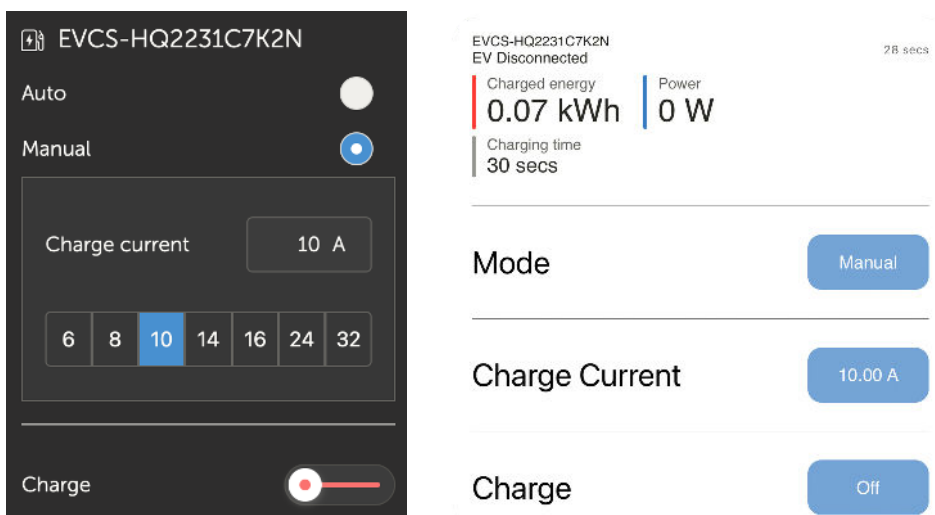 EVCS-HQ2231C7K2N
Auto
Manual
Charge current
10 A
6 8 10 14 16 24 32
Charge
EVCS-HQ2231C7K2N
EV Disconnected
28 secs
Charged energy
0.07 kWh
Power
0 W
Charging time
30 secs
Mode
Manual
Charge Current
10.00 A
Charge
Off